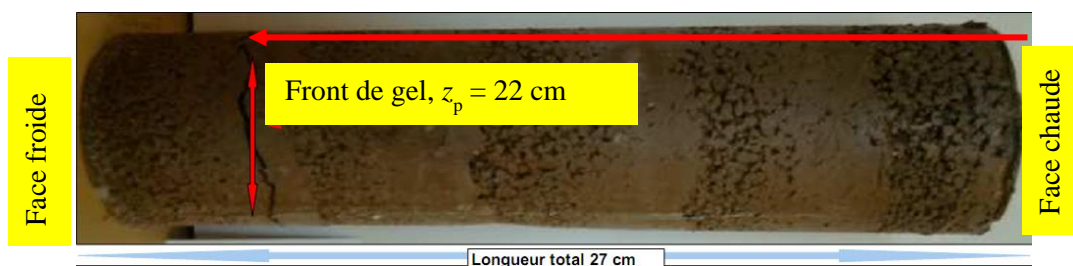 Face froide
Front de gel, zp = 22 cm
Face chaude
Longueur total 27 cm